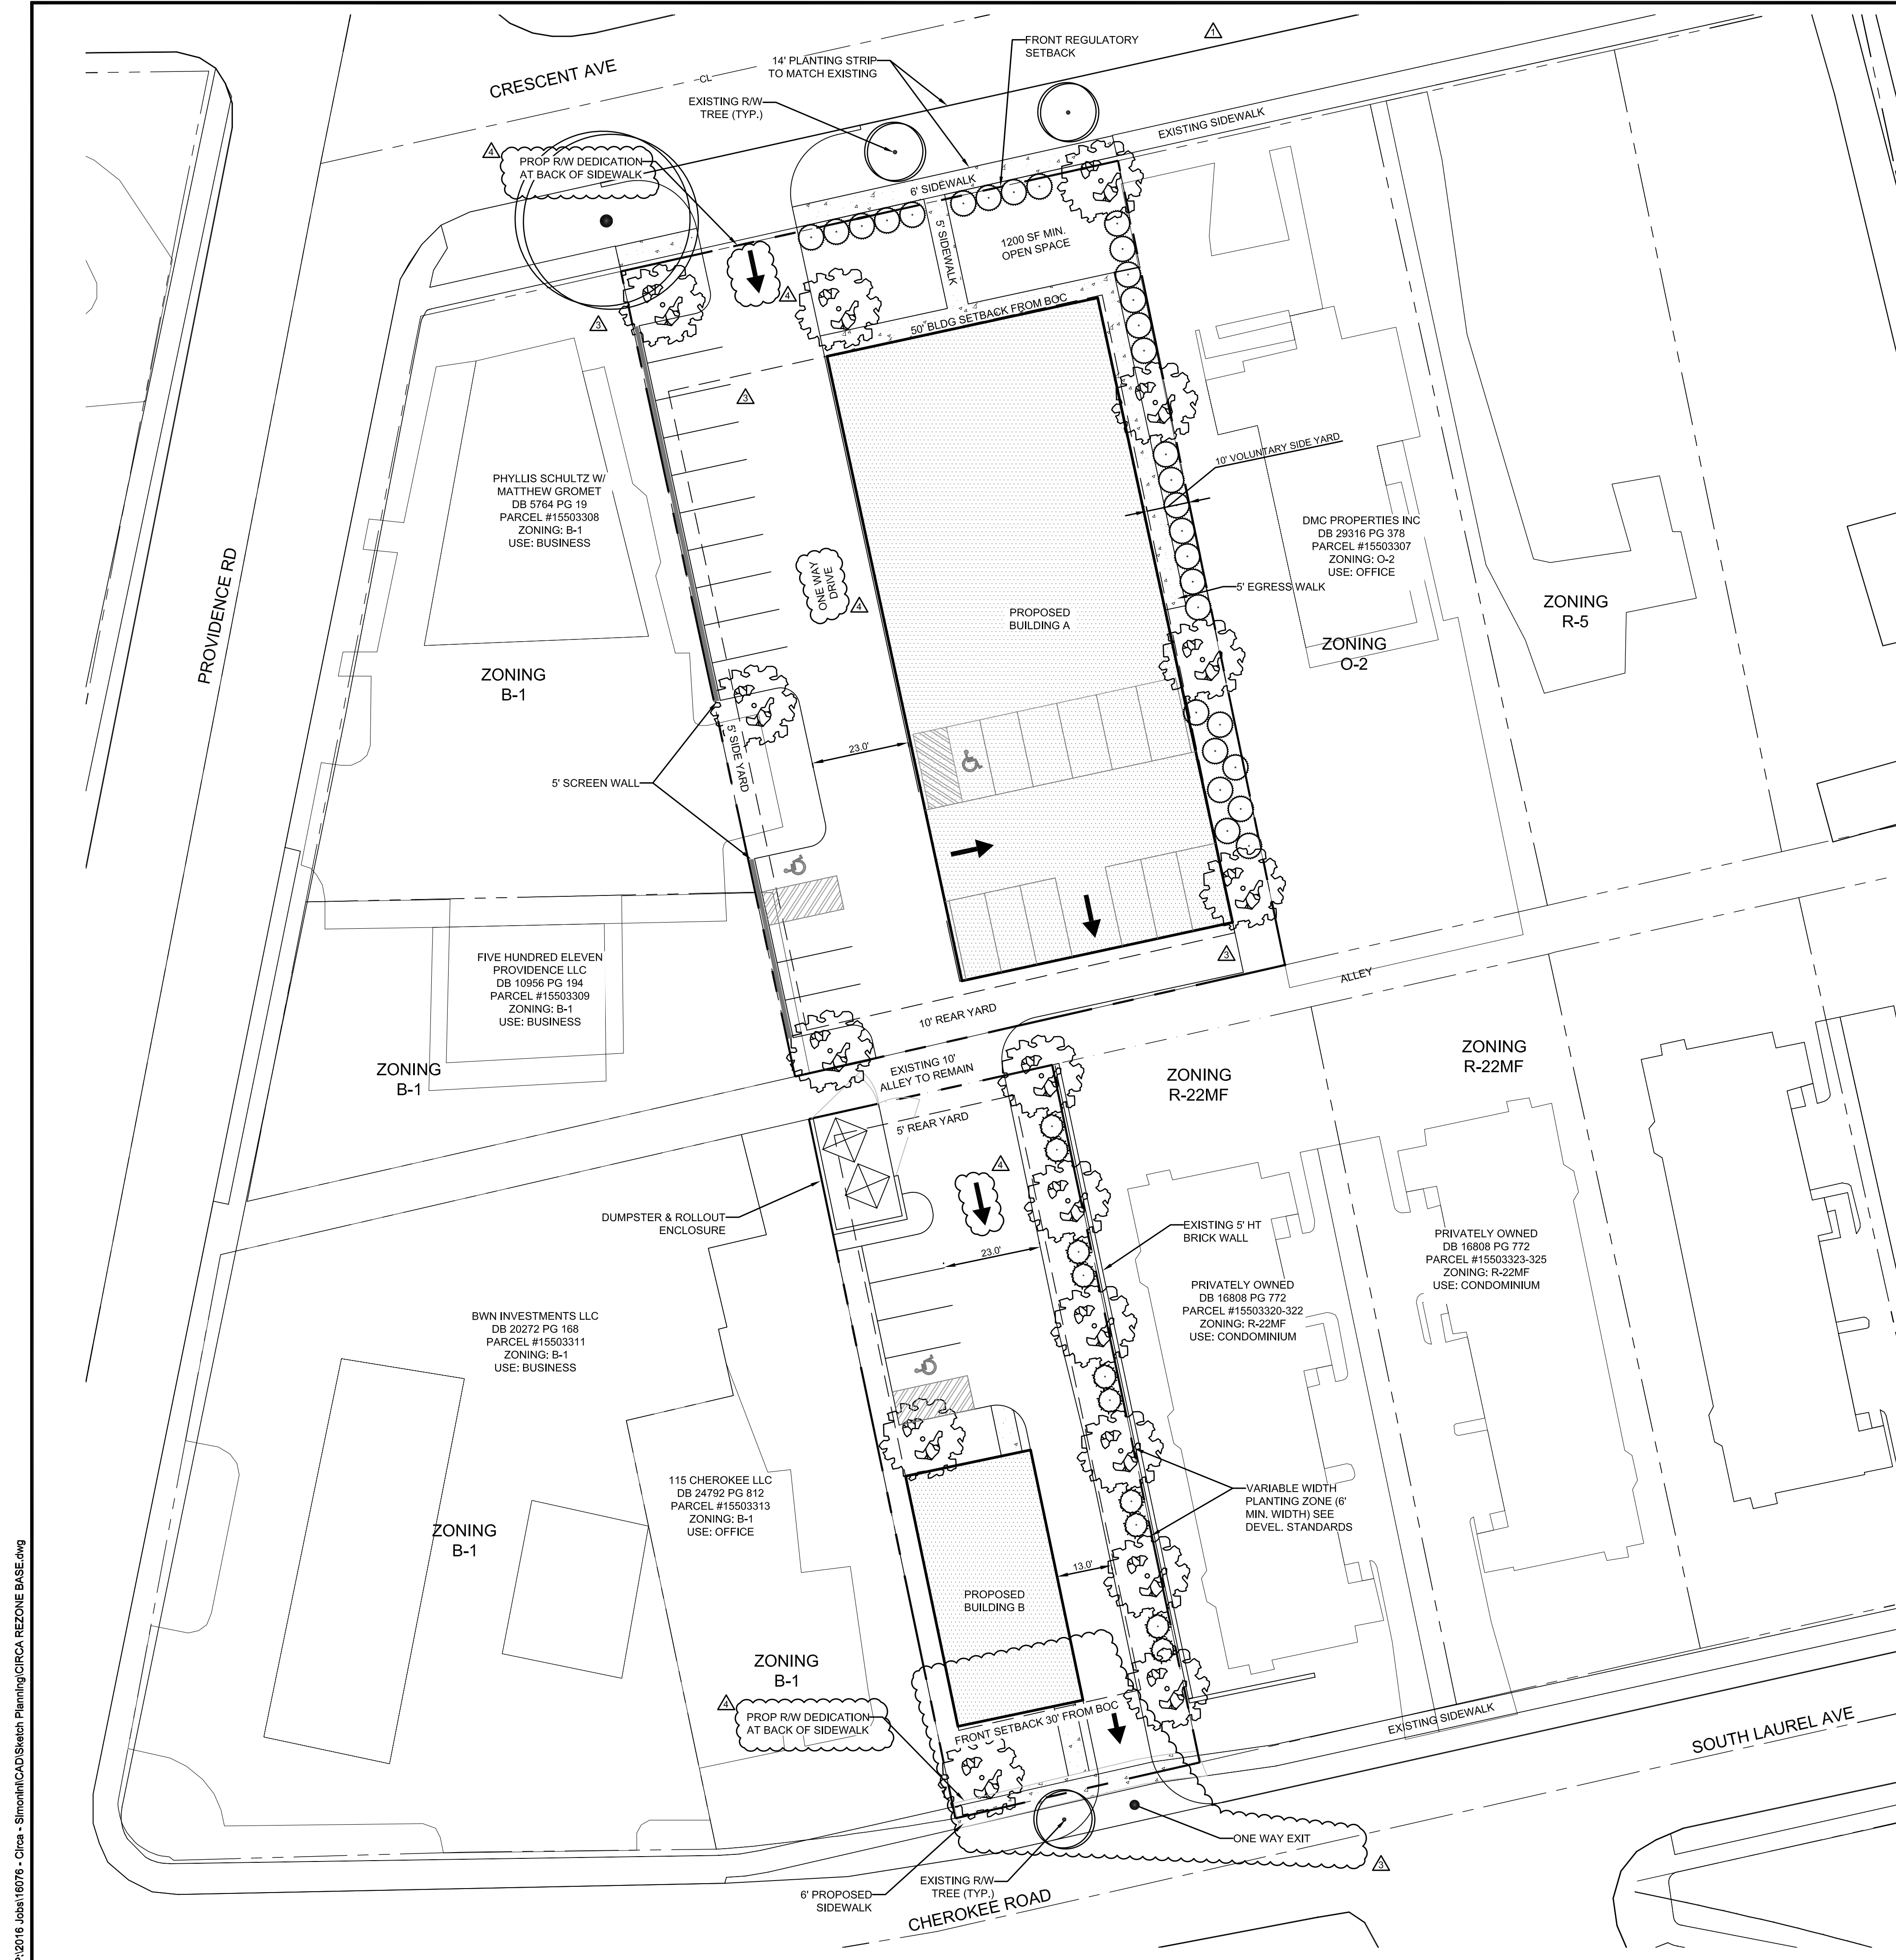 CRESCENT AVE
CL
14' PLANTING STRIP
TO MATCH EXISTING
FRONT REGULATORY
SETBACK
1
EXISTING R/W
TREE (TYP.)
EXISTING SIDEWALK
4
PROP R/W DEDICATION
AT BACK OF SIDEWALK
6' SIDEWALK
5' SIDEWALK
1200 SF MIN.
OPEN SPACE
4
3
50' BLDG SETBACK FROM BOC
3
PROVIDENCE RD
PHYLLIS SCHULTZ W/
MATTHEW GROMET
DB 5764 PG 19
PARCEL #15503308
ZONING: B-1
USE: BUSINESS
10' VOLUNTARY SIDE YARD
DMC PROPERTIES INC
DB 29316 PG 378
PARCEL #15503307
ZONING: O-2
USE: OFFICE
ONE WAY
DRIVE
4
5' EGRESS WALK
PROPOSED
BUILDING A
ZONING
R-5
ZONING
O-2
ZONING
B-1
5' SIDE YARD
23.0'
5' SCREEN WALL
FIVE HUNDRED ELEVEN
PROVIDENCE LLC
DB 10956 PG 194
PARCEL #15503309
ZONING: B-1
USE: BUSINESS
3
ALLEY
10' REAR YARD
ZONING
B-1
EXISTING 10'
ALLEY TO REMAIN
ZONING
R-22MF
ZONING
R-22MF
5' REAR YARD
4
DUMPSTER & ROLLOUT
ENCLOSURE
EXISTING 5' HT
BRICK WALL
23.0'
PRIVATELY OWNED
DB 16808 PG 772
PARCEL #15503323-325
ZONING: R-22MF
USE: CONDOMINIUM
PRIVATELY OWNED
DB 16808 PG 772
PARCEL #15503320-322
ZONING: R-22MF
USE: CONDOMINIUM
BWN INVESTMENTS LLC
DB 20272 PG 168
PARCEL #15503311
ZONING: B-1
USE: BUSINESS
115 CHEROKEE LLC
DB 24792 PG 812
PARCEL #15503313
ZONING: B-1
USE: OFFICE
VARIABLE WIDTH
PLANTING ZONE (6'
MIN. WIDTH) SEE
DEVEL. STANDARDS
ZONING
B-1
13.0'
PROPOSED
BUILDING B
ZONING
B-1
4
PROP R/W DEDICATION
AT BACK OF SIDEWALK
FRONT SETBACK 30' FROM BOC
EXISTING SIDEWALK
SOUTH LAUREL AVE
ONE WAY EXIT
3
EXISTING R/W
TREE (TYP.)
6' PROPOSED
SIDEWALK
CHEROKEE ROAD
P:\2016 Jobs\16076 - Circa - Simonini\CAD\Sketch Planning\CIRCA REZONE BASE.dwg